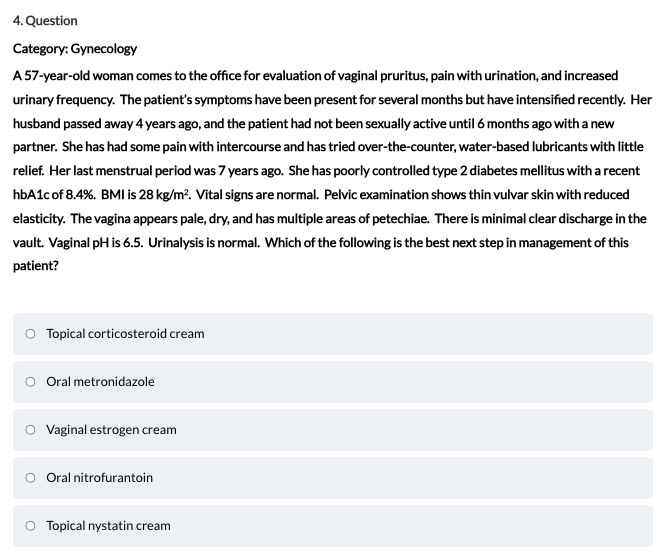 4. Question
Category: Gynecology
A 57-year-old woman comes to the office for evaluation of vaginal pruritus, pain with urination, and increased
urinary frequency. The patient's symptoms have been present for several months but have intensified recently. Her
husband passed away 4 years ago, and the patient had not been sexually active until 6 months ago with a new
partner. She has had some pain with intercourse and has tried over-the-counter, water-based lubricants with little
relief. Her last menstrual period was 7 years ago. She has poorly controlled type 2 diabetes mellitus with a recent
hbA1c of 8.4%. BMI is 28 kg/m². Vital signs are normal. Pelvic examination shows thin vulvar skin with reduced
elasticity. The vagina appears pale, dry, and has multiple areas of petechiae. There is minimal clear discharge in the
vault. Vaginal pH is 6.5. Urinalysis is normal. Which of the following is the best next step in management of this
patient?
Topical corticosteroid cream
Oral metronidazole
Vaginal estrogen cream
Oral nitrofurantoin
Topical nystatin cream